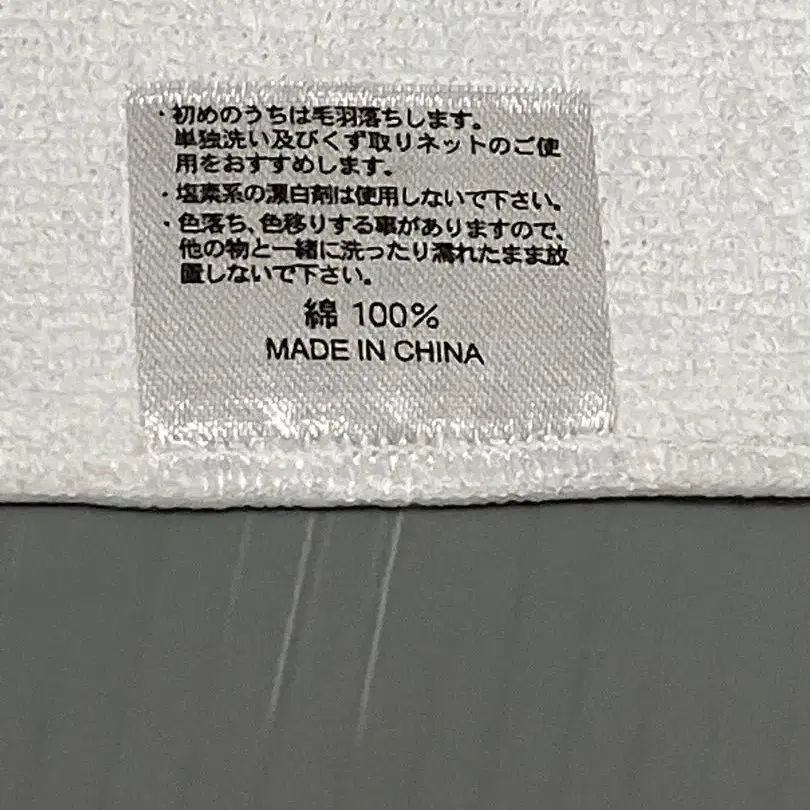 ・初めのうちは毛羽落ちします。
単独洗い及びくず取りネットのご使
用をおすすめします。
・塩素系の漂白剤は使用しないで下さい。
・色落ち、色移りする事がありますので、
他の物と一緒に洗ったり濡れたまま放
置しないで下さい。
綿 100%
MADE IN CHINA